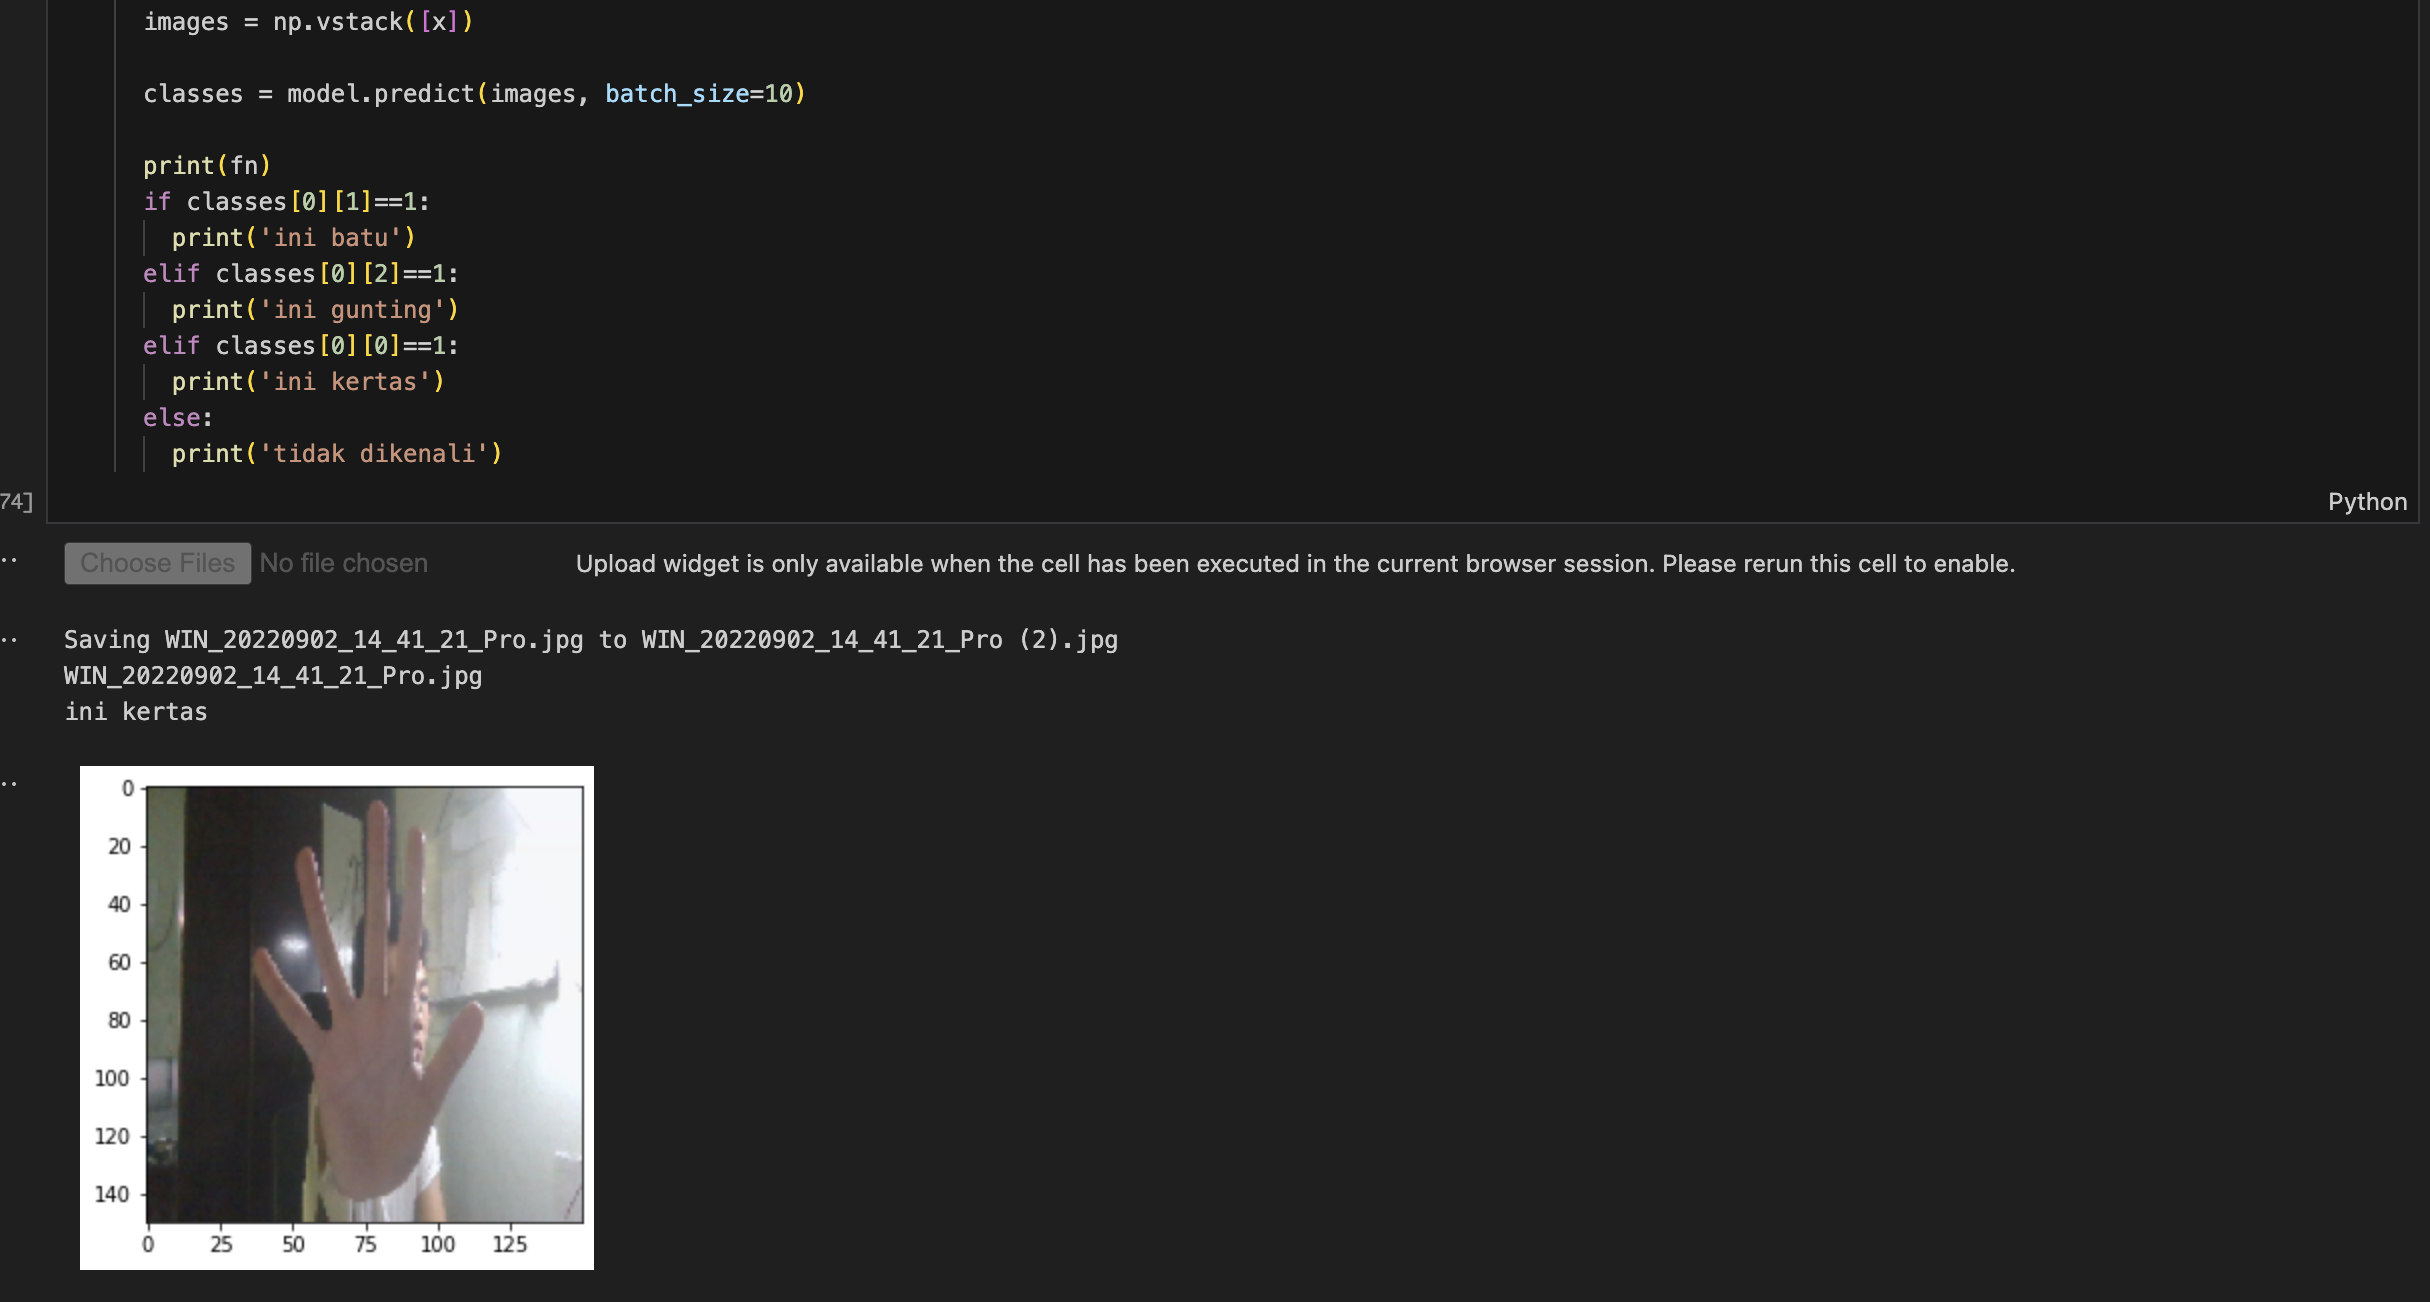 images = np.vstack([x])
classes = model.predict(images, batch_size=10)
print(fn)
if classes[0][1]==1:
print('ini batu')
elif classes[0][2]==1:
print('ini gunting')
elif classes[0][0]==1:
print('ini kertas')
else:
print('tidak dikenali')
74]
Python
Choose Files No file chosen Upload widget is only available when the cell has been executed in the current browser session. Please rerun this cell to enable.
Saving WIN_20220902_14_41_21_Pro.jpg to WIN_20220902_14_41_21_Pro (2).jpg
WIN_20220902_14_41_21_Pro.jpg
ini kertas
0
20
40
60
80
100
120
140
0 25 50 75 100 125